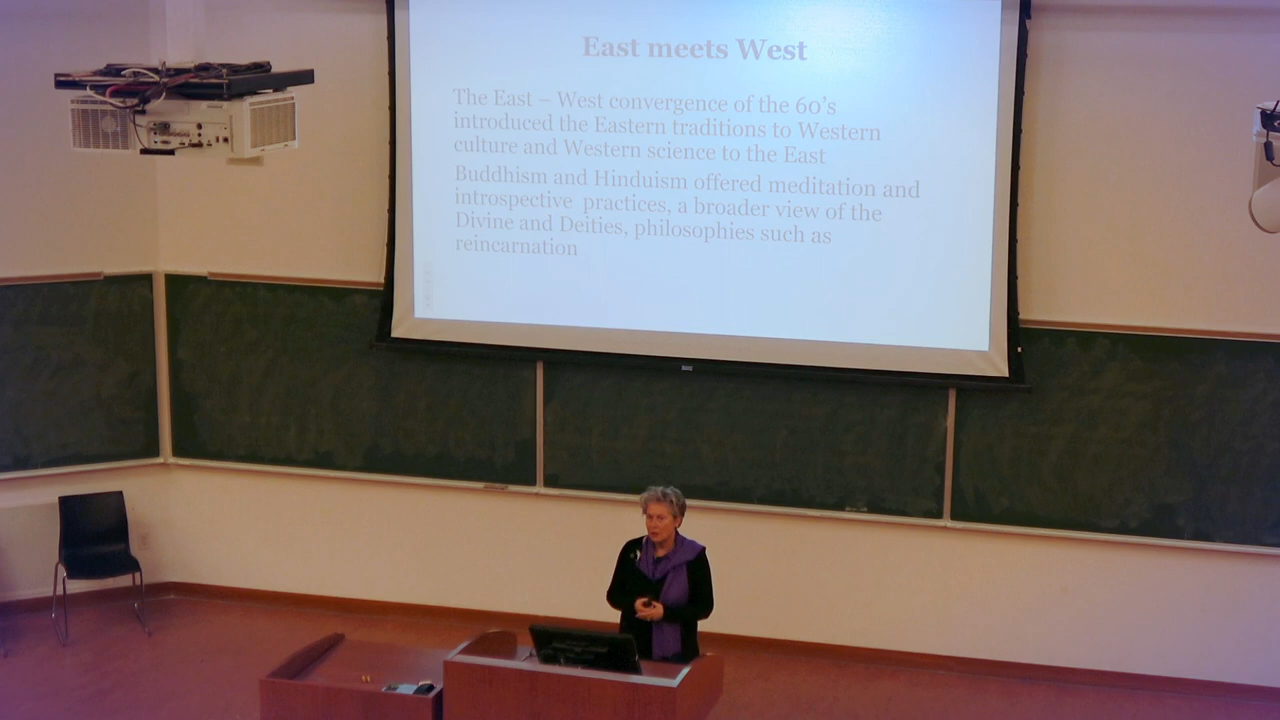 East meets West
The East – West convergence of the 60's
introduced the Eastern traditions to Western
culture and Western science to the East
Buddhism and Hinduism offered meditation and
introspective practices, a broader view of the
Divine and Deities, philosophies such as
reincarnation